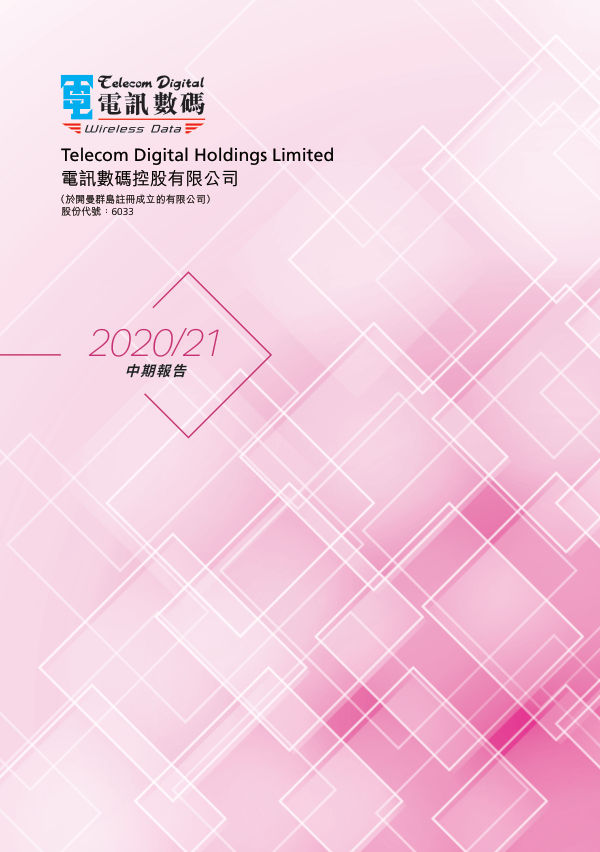 電 Telecom Digital
電訊數碼
Wireless Data
Telecom Digital Holdings Limited
電訊數碼控股有限公司
（於開曼群島註冊成立的有限公司）
股份代號：6033
2020/21
中期報告